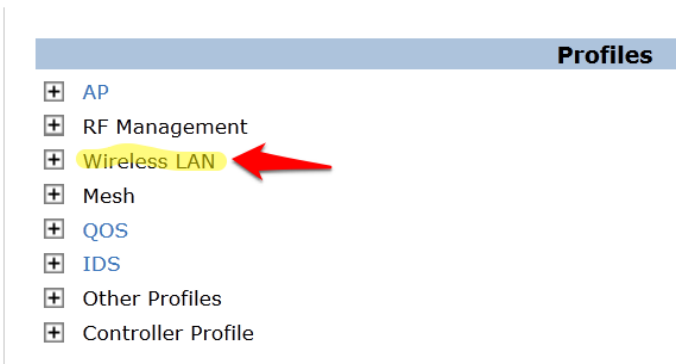 Profiles
AP
RF Management
Wireless LAN
Mesh
QOS
IDS
Other Profiles
Controller Profile